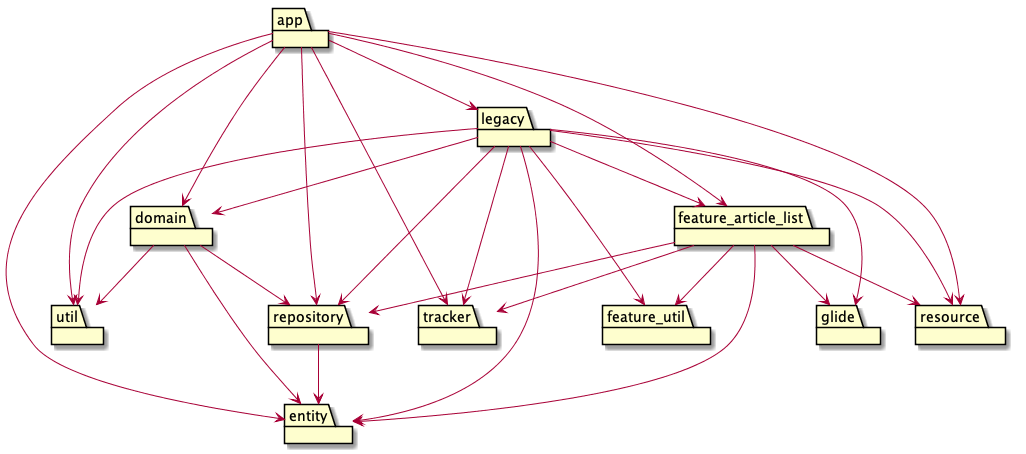 app
legacy
domain
feature_article_list
util
repository
tracker
feature_util
glide
resource
entity